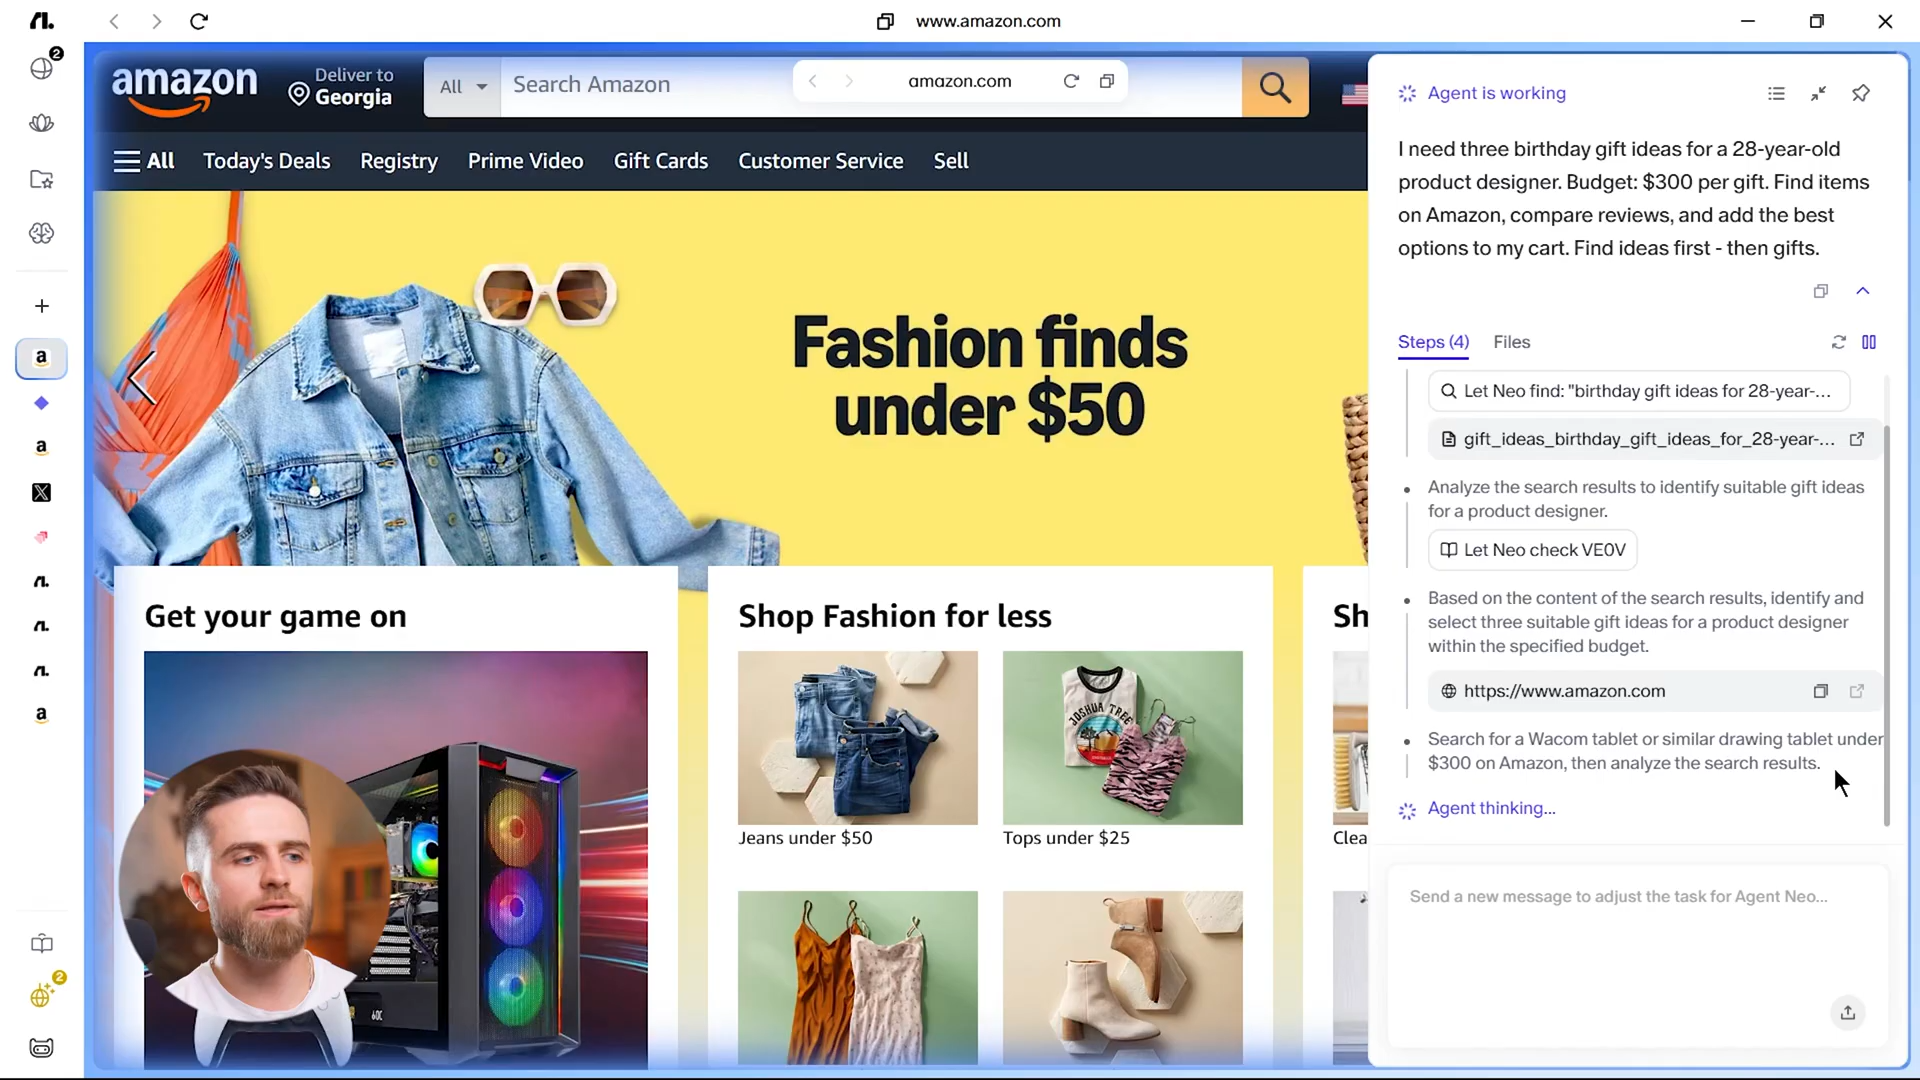 www.amazon.com
2
amazon
Deliver to
Georgia
All
Search Amazon
amazon.com
All
Today's Deals
Registry
Prime Video
Gift Cards
Customer Service
Sell
Fashion finds
under $50
Get your game on
Shop Fashion for less
Sh
JOSHUA TREE
Jeans under $50
Tops under $25
Clea
Agent is working
I need three birthday gift ideas for a 28-year-old
product designer. Budget: $300 per gift. Find items
on Amazon, compare reviews, and add the best
options to my cart. Find ideas first - then gifts.
Steps (4)
Files
Let Neo find: "birthday gift ideas for 28-year-...
gift_ideas_birthday_gift_ideas_for_28-year-...
Analyze the search results to identify suitable gift ideas
for a product designer.
Let Neo check VE0V
Based on the content of the search results, identify and
select three suitable gift ideas for a product designer
within the specified budget.
https://www.amazon.com
Search for a Wacom tablet or similar drawing tablet under
$300 on Amazon, then analyze the search results.
Agent thinking...
Send a new message to adjust the task for Agent Neo...
2